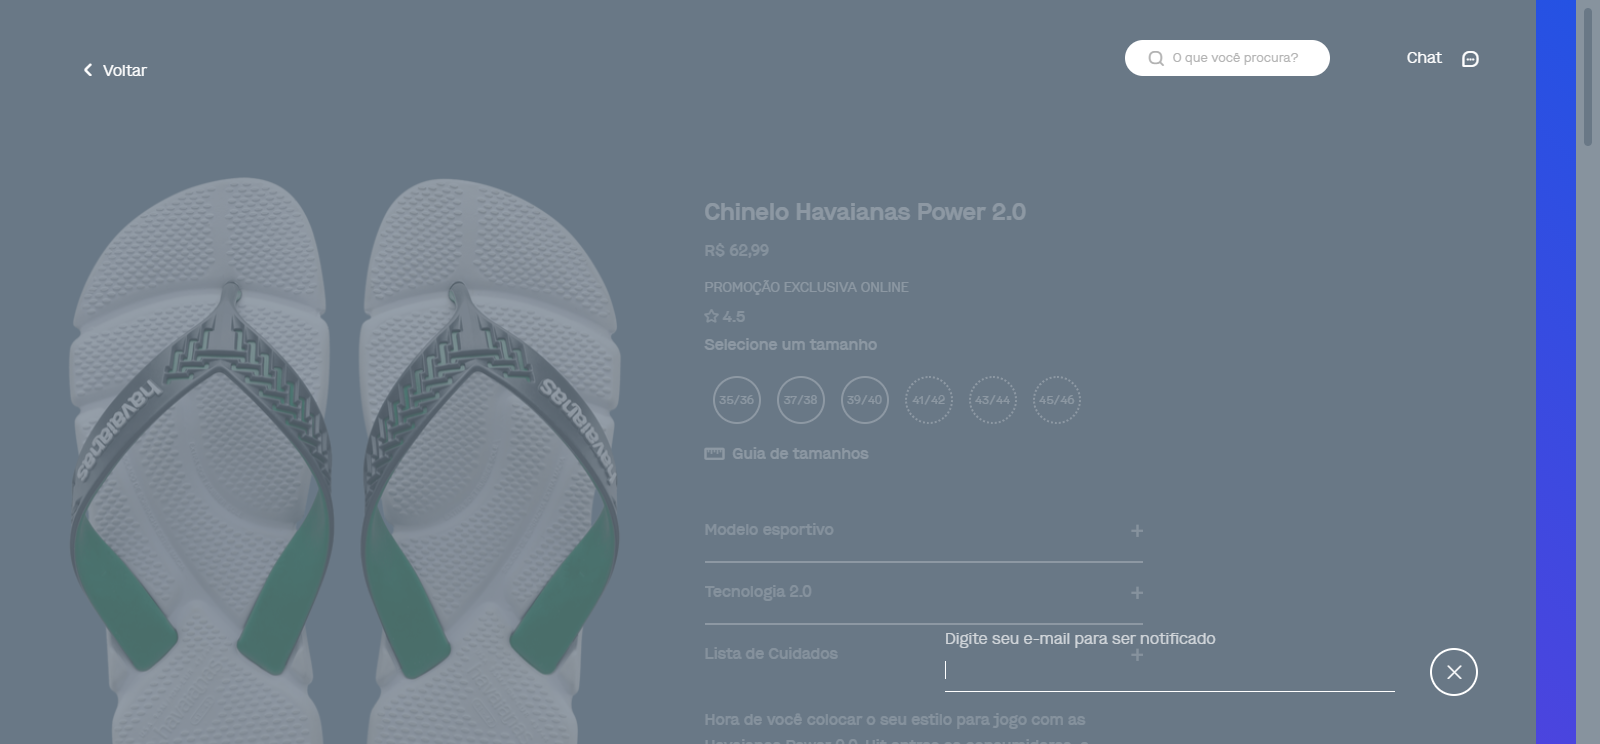 Voltar
O que você procura?
Chat
Chinelo Havaianas Power 2.0
R$ 62,99
PROMOÇÃO EXCLUSIVA ONLINE
4.5
Selecione um tamanho
35/36 37/38 39/40 41/42 43/44 45/46
Guia de tamanhos
Modelo esportivo
Tecnologia 2.0
Digite seu e-mail para ser notificado
Lista de Cuidados
Hora de você colocar o seu estilo para jogo com as
havaianas
havaianas